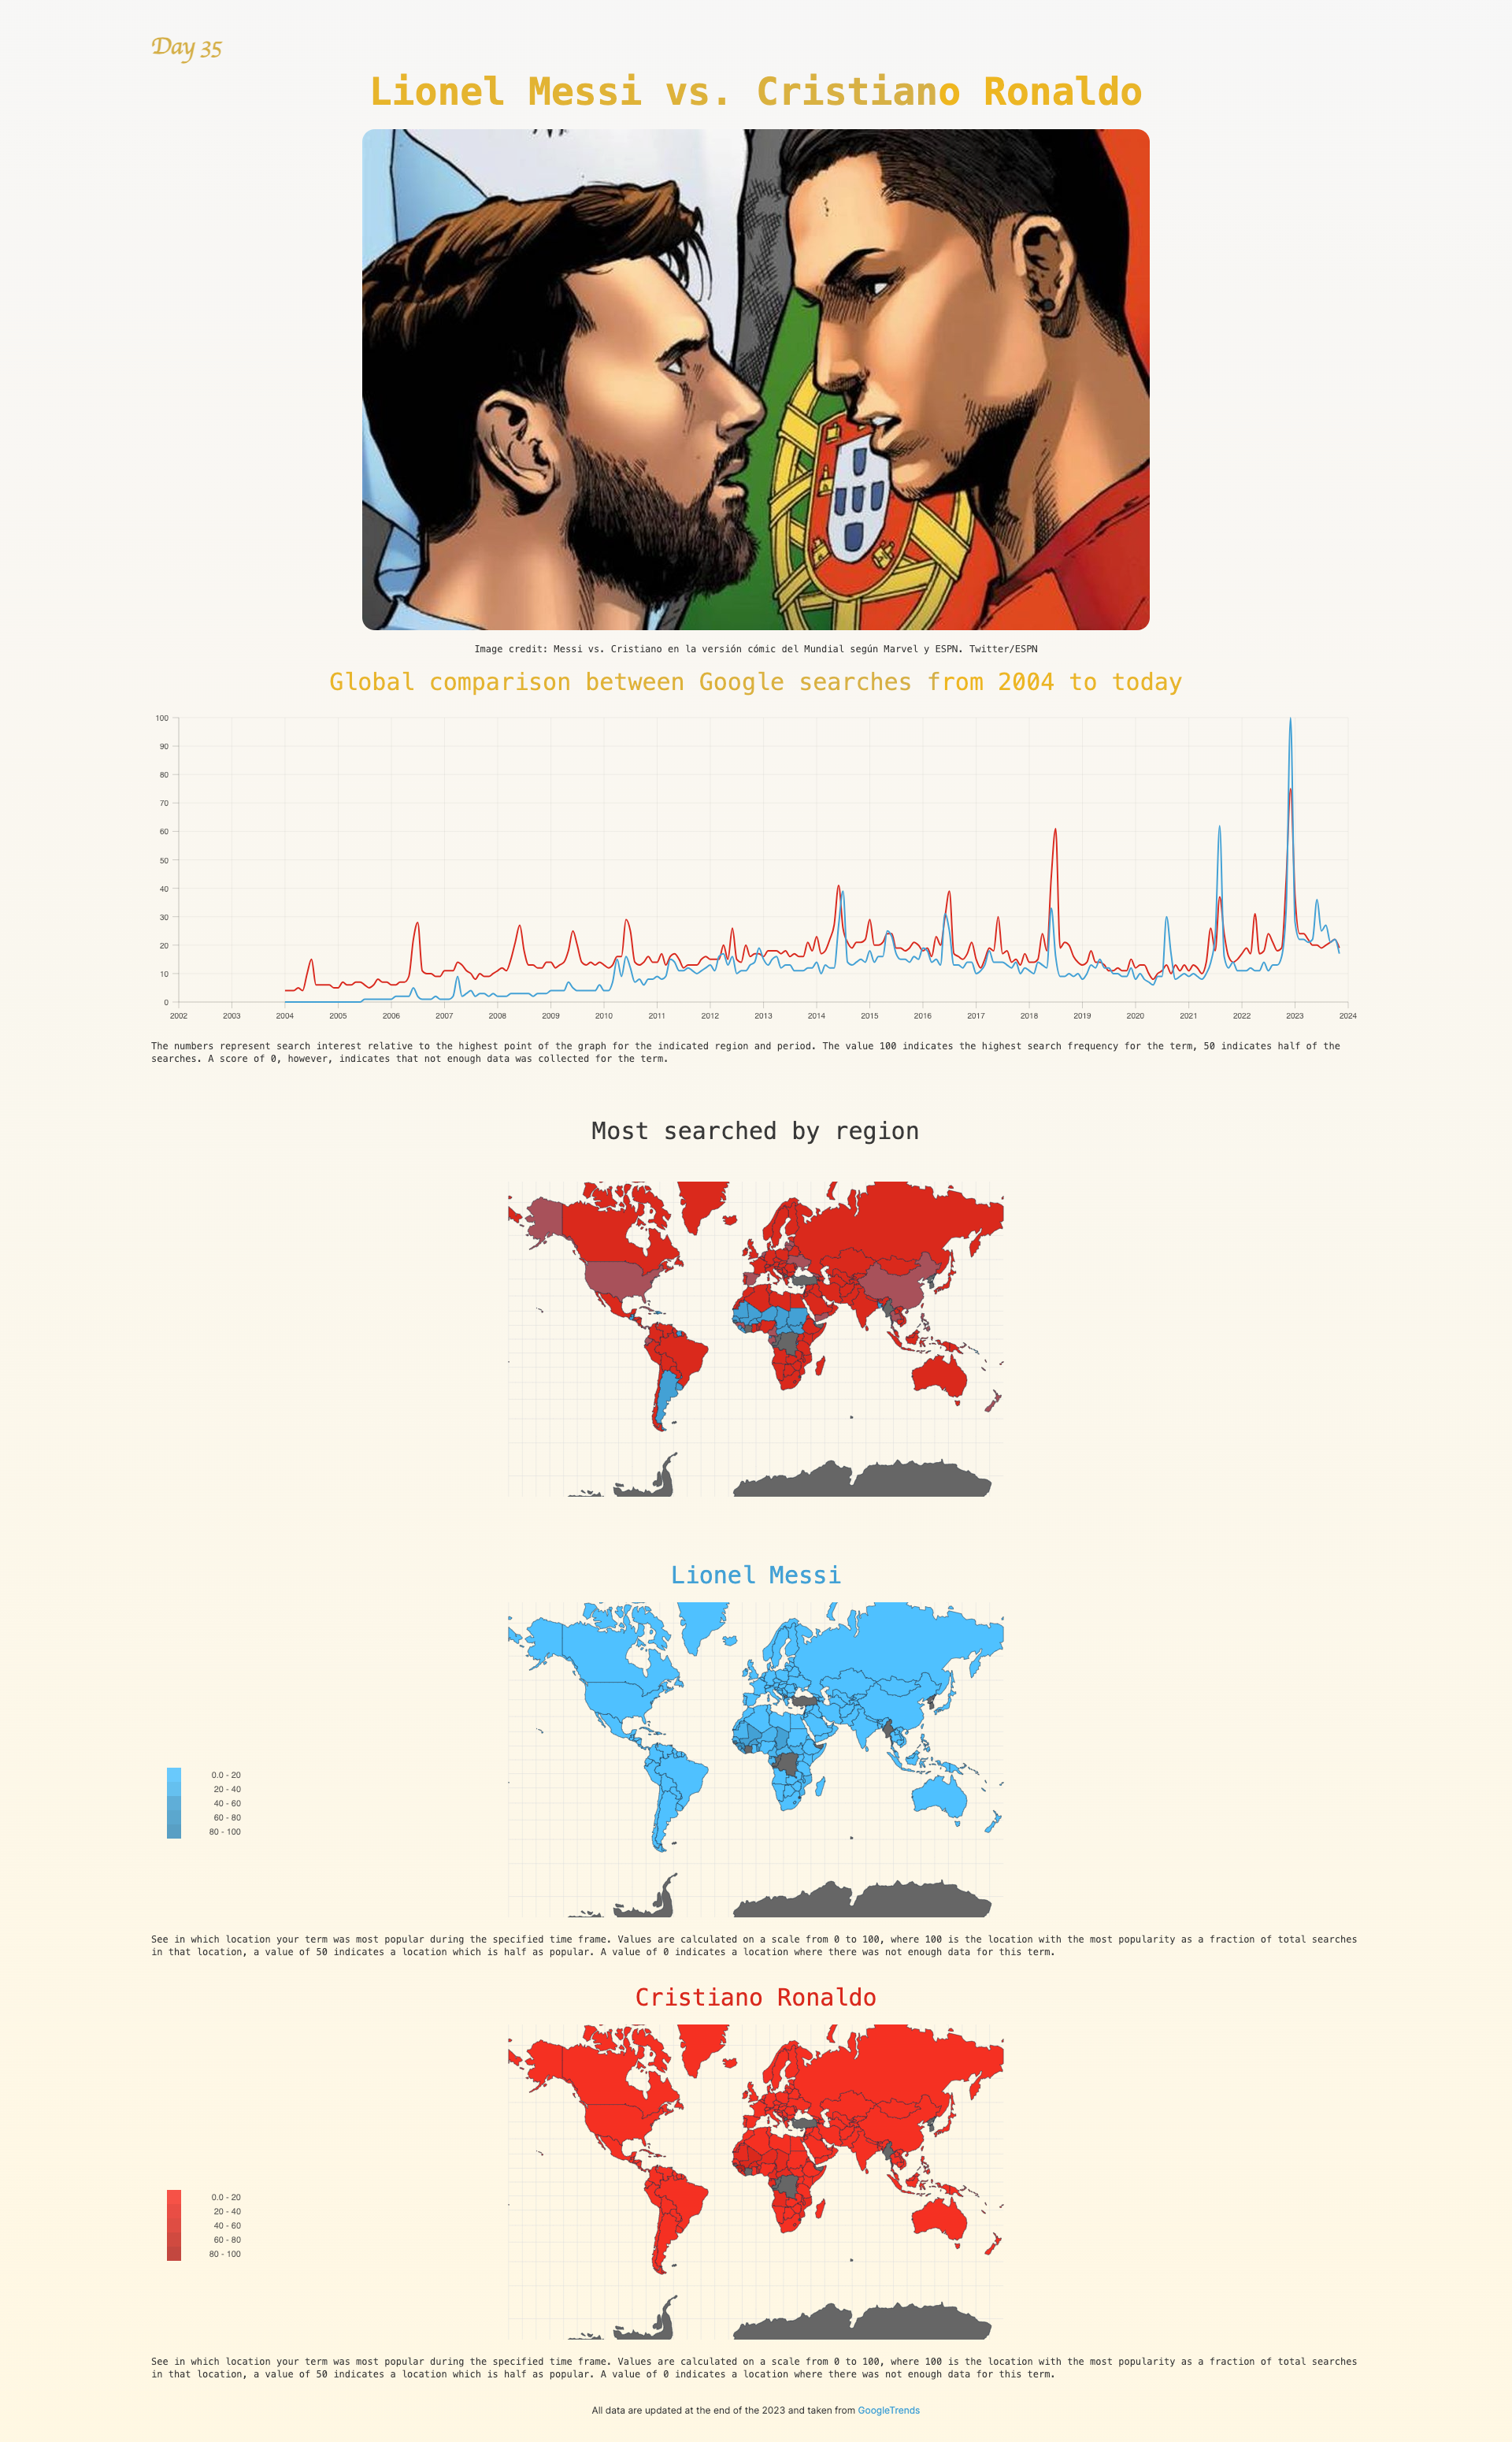 Day 35
Lionel Messi vs. Cristiano Ronaldo
Image credit: Messi vs. Cristiano en la versión cómic del Mundial según Marvel y ESPN. Twitter/ESPN
Global comparison between Google searches from 2004 to today
100
90
80
70
60
50
40
30
20
10
0
2002 2003 2004 2005 2006 2007 2008 2009 2010 2011 2012 2013 2014 2015 2016 2017 2018 2019 2020 2021 2022 2023 2024
The numbers represent search interest relative to the highest point of the graph for the indicated region and period. The value 100 indicates the highest search frequency for the term, 50 indicates half of the
searches. A score of 0, however, indicates that not enough data was collected for the term.
Most searched by region
Lionel Messi
0.0 - 20
20 - 40
40 - 60
60 - 80
80 - 100
See in which location your term was most popular during the specified time frame. Values are calculated on a scale from 0 to 100, where 100 is the location with the most popularity as a fraction of total searches
in that location, a value of 50 indicates a location which is half as popular. A value of 0 indicates a location where there was not enough data for this term.
Cristiano Ronaldo
0.0 - 20
20 - 40
40 - 60
60 - 80
80 - 100
See in which location your term was most popular during the specified time frame. Values are calculated on a scale from 0 to 100, where 100 is the location with the most popularity as a fraction of total searches
in that location, a value of 50 indicates a location which is half as popular. A value of 0 indicates a location where there was not enough data for this term.
All data are updated at the end of the 2023 and taken from GoogleTrends